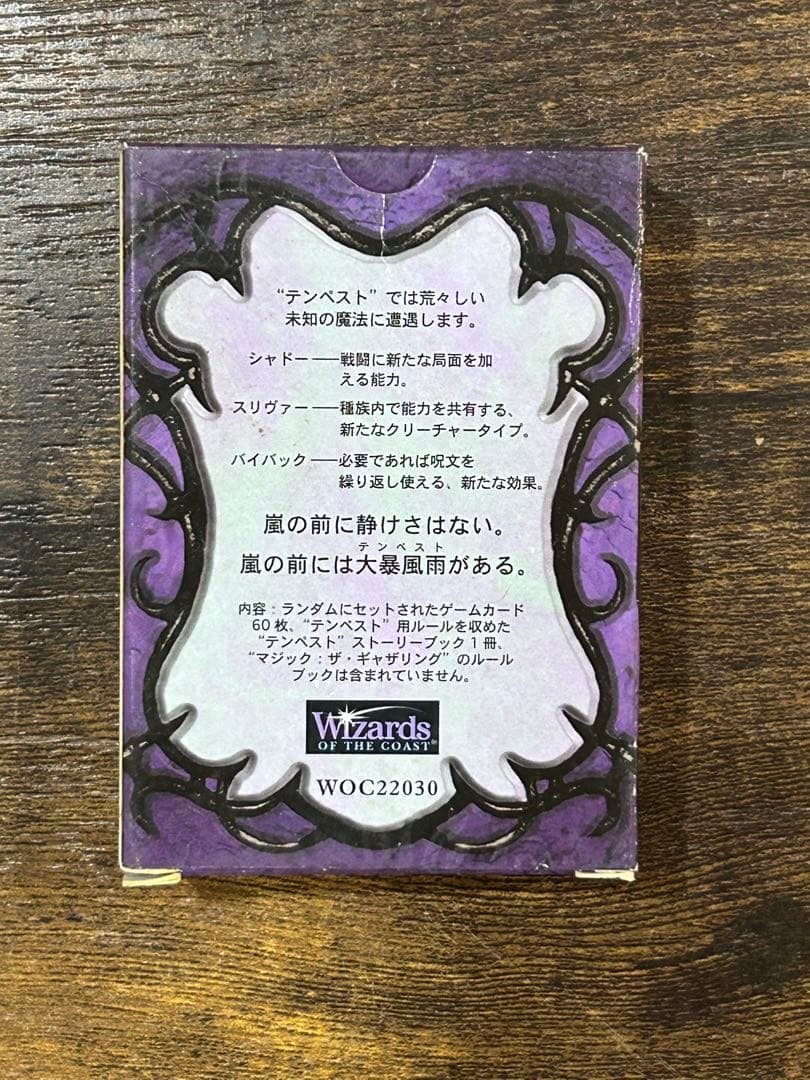 “テンペスト”では荒々しい
未知の魔法に遭遇します。
シャドー――戦闘に新たな局面を加
える能力。
スリヴァー――種族内で能力を共有する、
新たなクリーチャータイプ。
バイバック――必要であれば呪文を
繰り返し使える、新たな効果。
嵐の前に静けさはない。
テンペスト
嵐の前には大暴風雨がある。
内容：ランダムにセットされたゲームカード
60枚、“テンペスト”用ルールを収めた
“テンペスト”ストーリーブック1冊、
“マジック：ザ・ギャザリング”のルール
ブックは含まれていません。
Wizards
OF THE COAST®
WOC22030